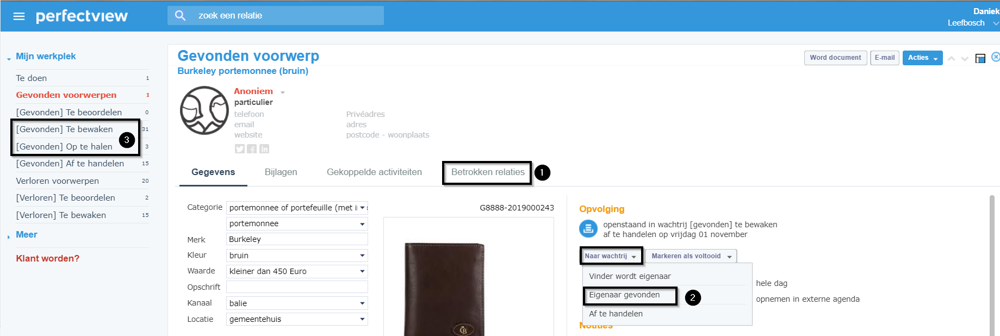 perfectview
zoek een relatie
Daniek
Leefbosch
Mijn werkplek
Te doen 1
Gevonden voorwerpen 1
[Gevonden] Te beoordelen 0
[Gevonden] Te bewaken 31
[Gevonden] Op te halen 3
3
[Gevonden] Af te handelen 15
Verloren voorwerpen 20
[Verloren] Te beoordelen 2
[Verloren] Te bewaken 15
Meer
Klant worden?
Gevonden voorwerp
Burkeley portemonnee (bruin)
Word document
E-mail
Acties
Anoniem
particulier
telefoon
email
website
Privéadres
adres
postcode - woonplaats
Gegevens
Bijlagen
Gekoppelde activiteiten
Betrokken relaties
1
Categorie portemonnee of portefeuille (met i
portemonnee
Merk Burkeley
Kleur bruin
Waarde kleiner dan 450 Euro
Opschrift
Kanaal balie
Locatie gemeentehuis
G8888-2019000243
Opvolging
openstaand in wachtrij [gevonden] te bewaken
af te handelen op vrijdag 01 november
Naar wachtrij
Markeren als voltooid
Vinder wordt eigenaar
Eigenaar gevonden
2
Af te handelen
hele dag
opnemen in externe agenda
Notities